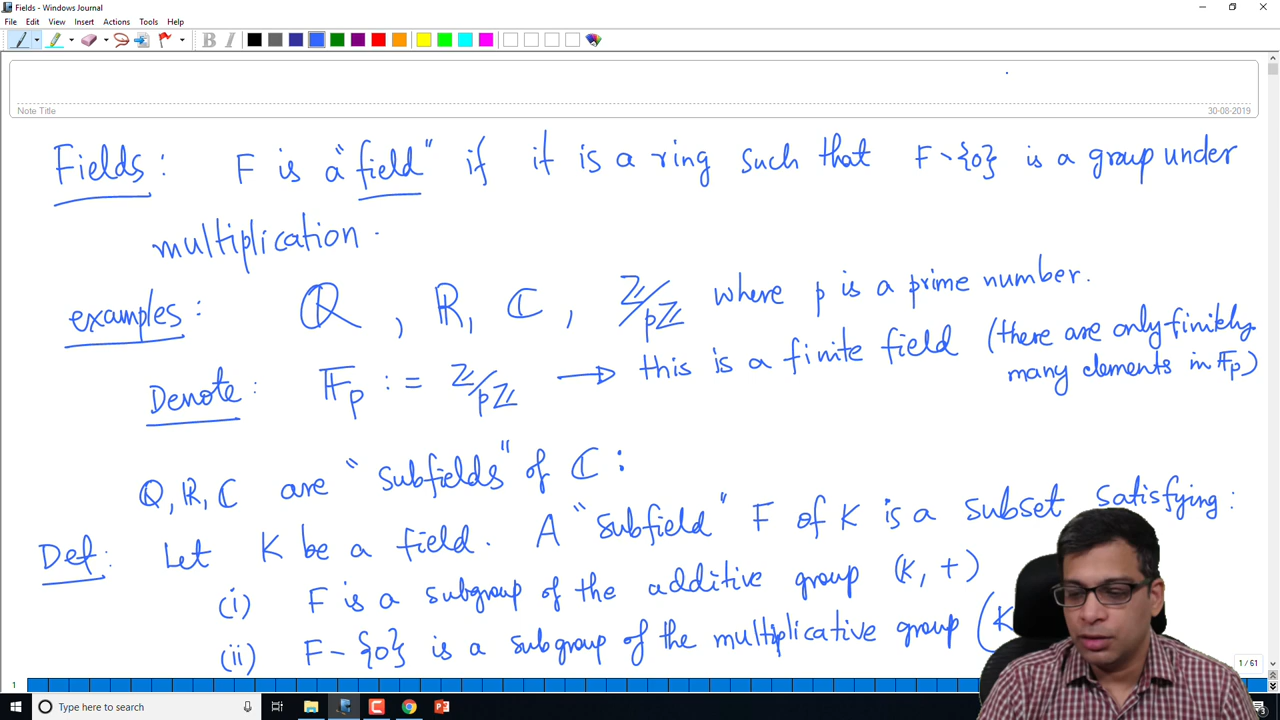 Fields - Windows Journal
File Edit View Insert Actions Tools Help
B I
Note Title
30-08-2019
Fields : F is a "field" if it is a ring such that F∖{0} is a group under
multiplication.
examples : ℚ, ℝ, ℂ, ℤ/pℤ where p is a prime number.
Denote : 𝔽p := ℤ/pℤ → this is a finite field (there are only finitely
many elements in 𝔽p)
ℚ, ℝ, ℂ are "subfields" of ℂ :
Def : Let K be a field. A "subfield" F of K is a subset satisfying :
(i) F is a subgroup of the additive group (K, +)
(ii) F - {0} is a subgroup of the multiplicative group (K
1
1 / 61
Type here to search